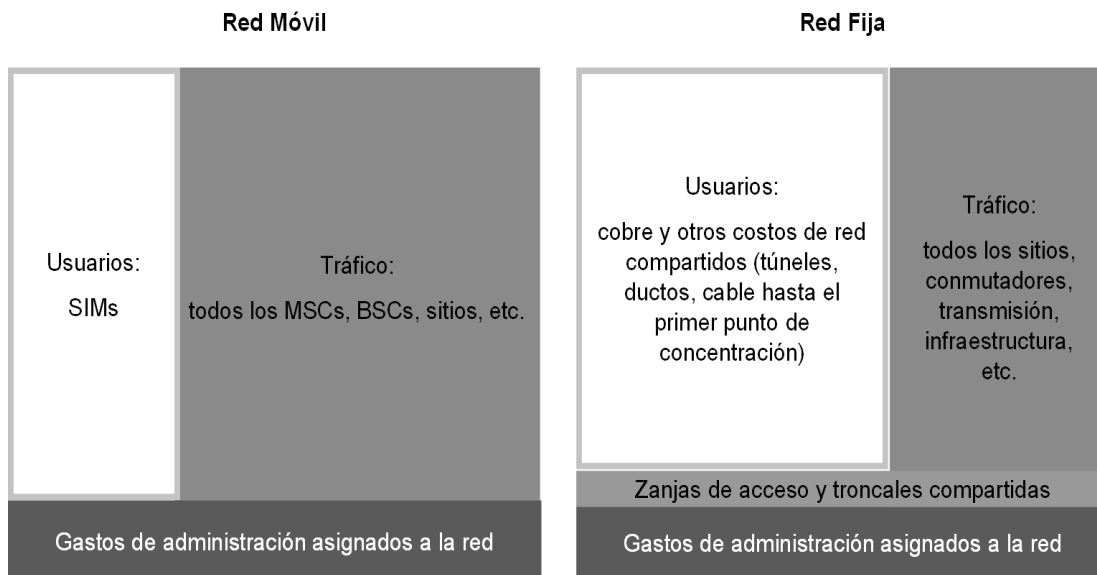 Red Móvil
Usuarios:
SIMs
Tráfico:
todos los MSCs, BSCs, sitios, etc.
Gastos de administración asignados a la red
Red Fija
Usuarios:
cobre y otros costos de red
compartidos (túneles,
ductos, cable hasta el
primer punto de
concentración)
Tráfico:
todos los sitios,
conmutadores,
transmisión,
infraestructura,
etc.
Zanjas de acceso y troncales compartidas
Gastos de administración asignados a la red